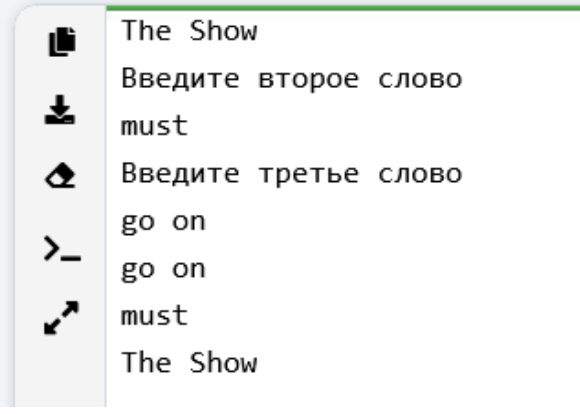 The Show
Введите второе слово
must
Введите третье слово
go on
go on
must
The Show